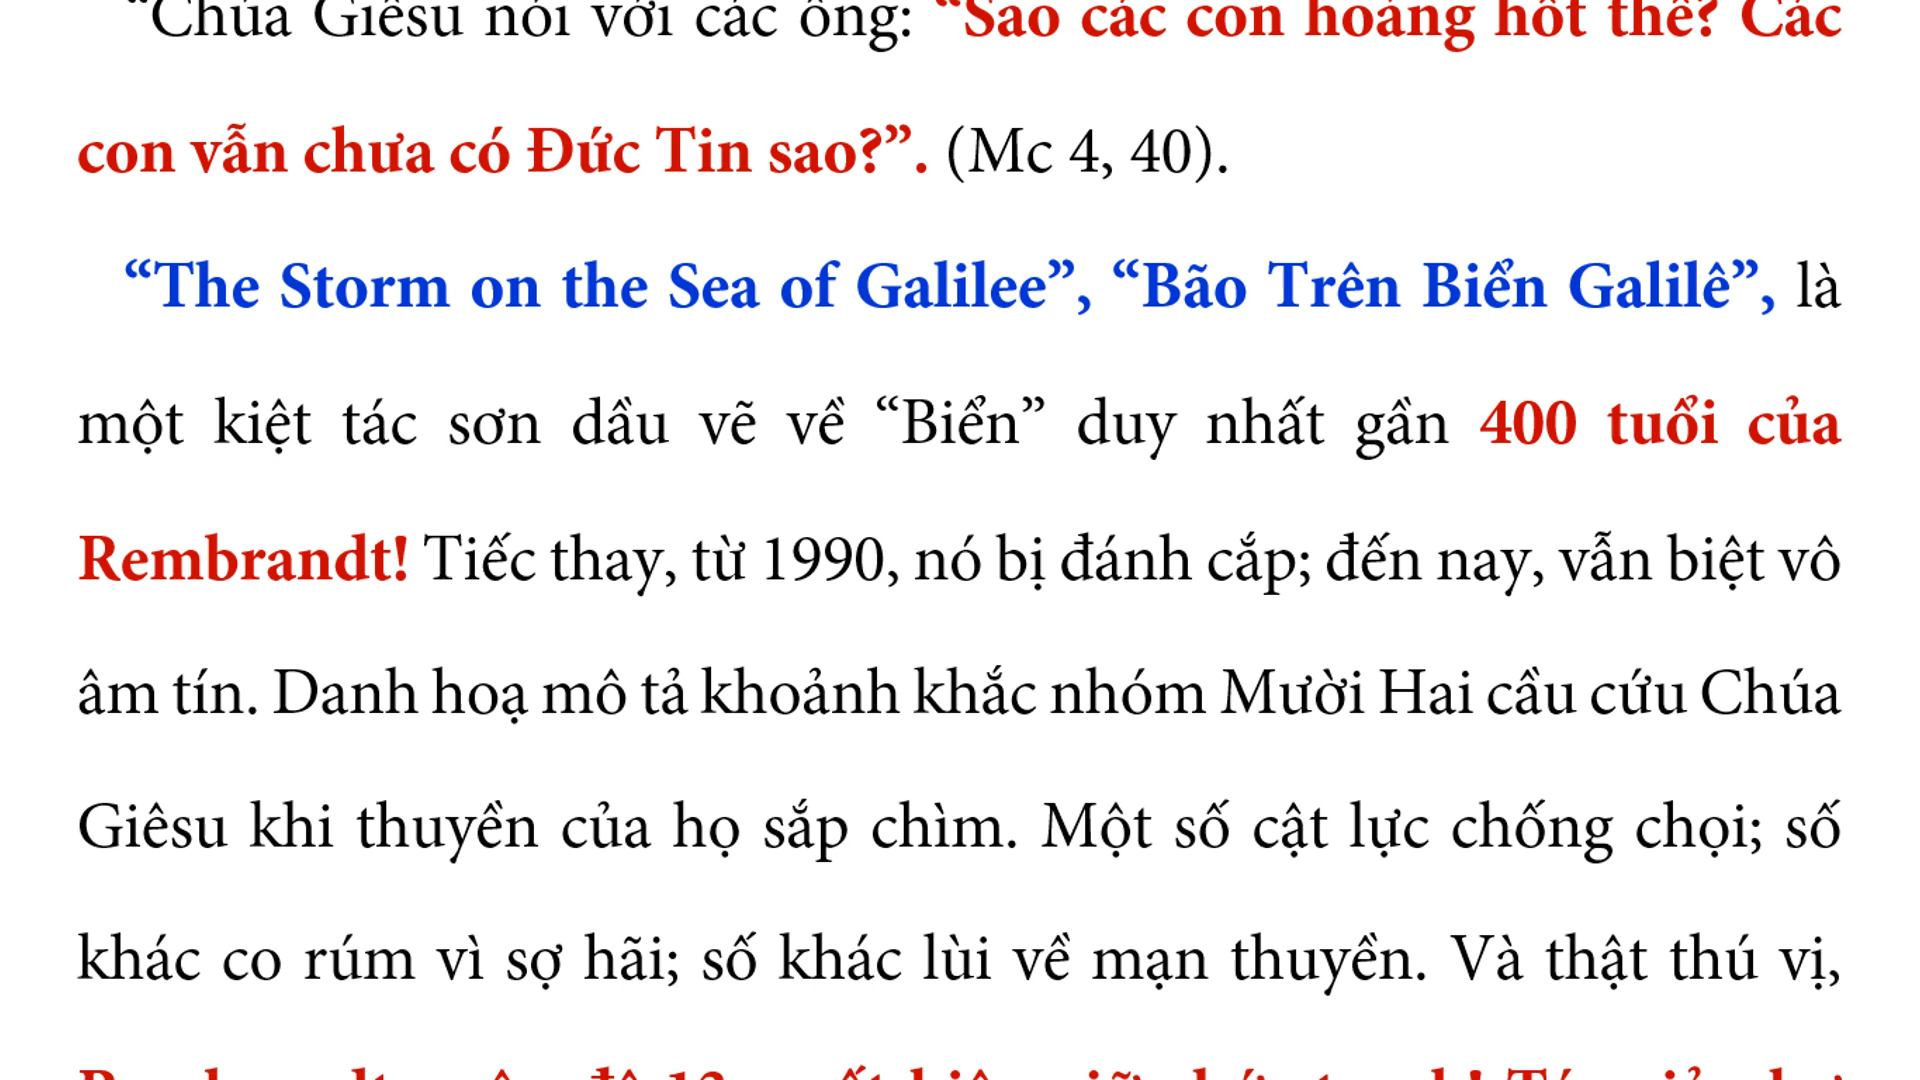 “Chúa Giêsu nói với các ông: “Sao các con hoảng hốt thế? Các
con vẫn chưa có Đức Tin sao?”. (Mc 4, 40).
“The Storm on the Sea of Galilee”, “Bão Trên Biển Galilê”, là
một kiệt tác sơn dầu vẽ về “Biển” duy nhất gần 400 tuổi của
Rembrandt! Tiếc thay, từ 1990, nó bị đánh cắp; đến nay, vẫn biệt vô
âm tín. Danh hoạ mô tả khoảnh khắc nhóm Mười Hai cầu cứu Chúa
Giêsu khi thuyền của họ sắp chìm. Một số cật lực chống chọi; số
khác co rúm vì sợ hãi; số khác lùi về mạn thuyền. Và thật thú vị,